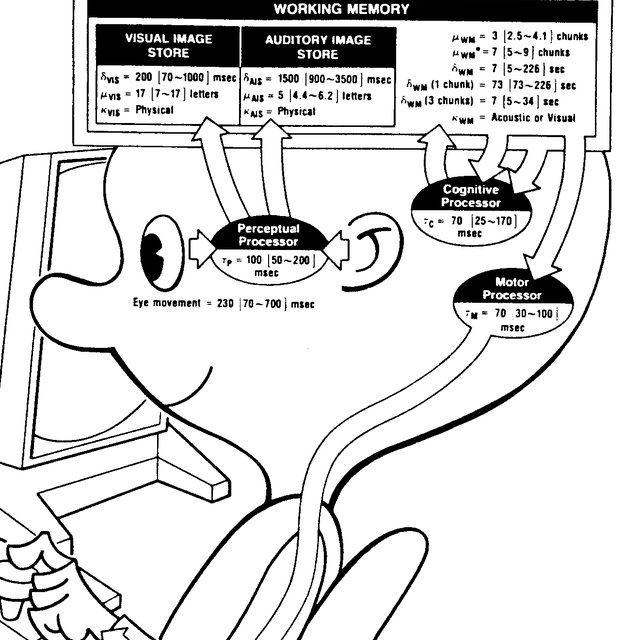 WORKING MEMORY
VISUAL IMAGE
STORE
δVIS = 200 [70~1000] msec
μVIS = 17 [7~17] letters
κVIS = Physical
AUDITORY IMAGE
STORE
δAIS = 1500 [900~3500] msec
μAIS = 5 [4.4~6.2] letters
κAIS = Physical
μWM = 3 [2.5~4.1] chunks
μWM* = 7 [5~9] chunks
δWM = 7 [5~226] sec
δWM (1 chunk) = 73 [73~226] sec
δWM (3 chunks) = 7 [5~34] sec
κWM = Acoustic or Visual
Cognitive
Processor
τC = 70 [25~170]
msec
Perceptual
Processor
τP = 100 [50~200]
msec
Eye movement = 230 [70~700] msec
Motor
Processor
τM = 70 [30~100]
msec